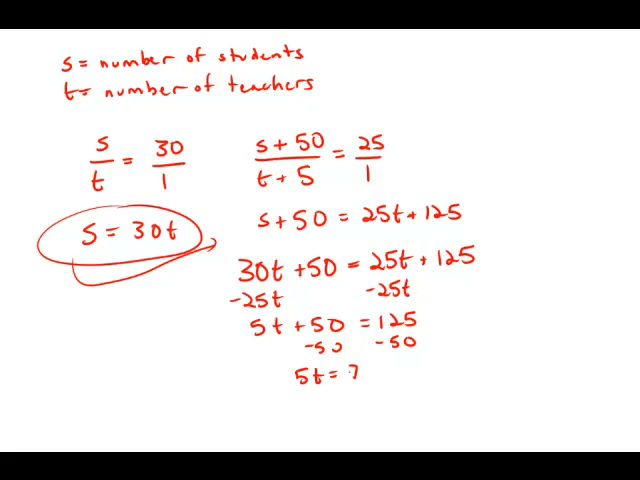 s = number of students
t = number of teachers
s/t = 30/1
s = 30t
(s + 50)/(t + 5) = 25/1
s + 50 = 25t + 125
30t + 50 = 25t + 125
-25t -25t
5t + 50 = 125
-50 -50
5t =